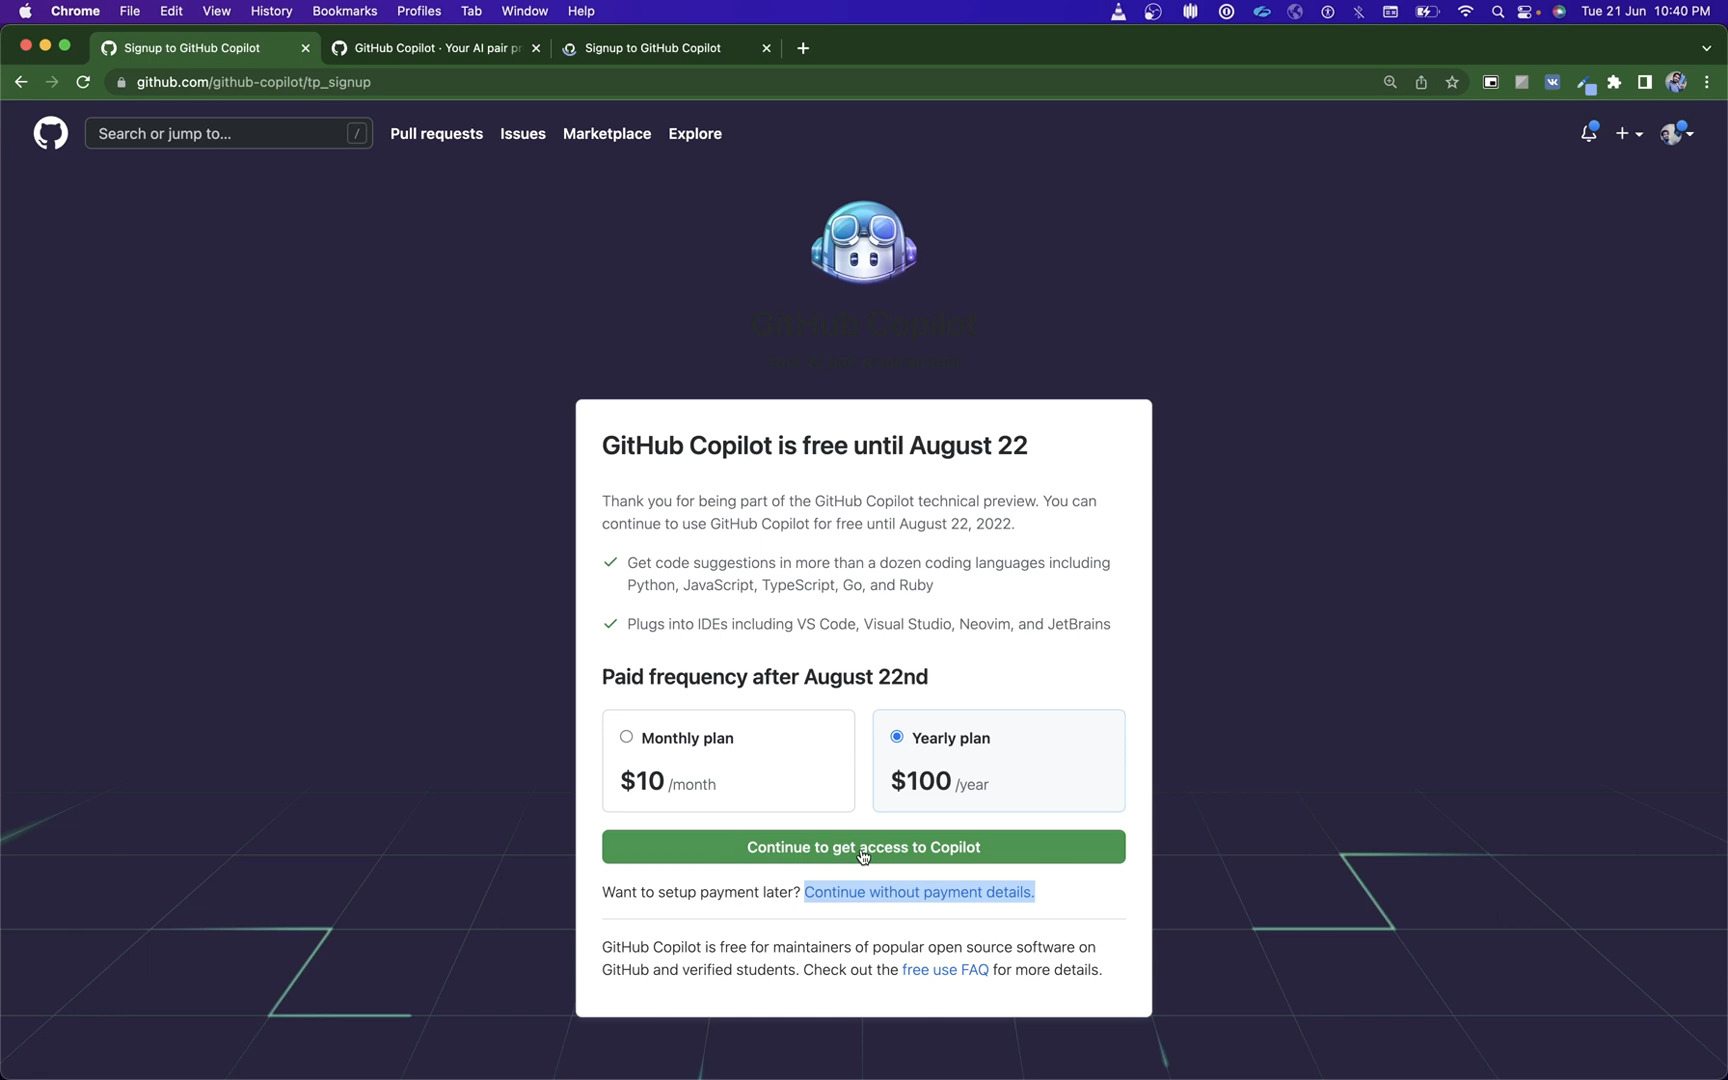 Chrome File Edit View History Bookmarks Profiles Tab Window Help Tue 21 Jun 10:40 PM
Signup to GitHub Copilot GitHub Copilot · Your AI pair pr Signup to GitHub Copilot
github.com/github-copilot/tp_signup
Search or jump to... / Pull requests Issues Marketplace Explore
GitHub Copilot
GitHub Copilot is free until August 22
Thank you for being part of the GitHub Copilot technical preview. You can
continue to use GitHub Copilot for free until August 22, 2022.
Get code suggestions in more than a dozen coding languages including
Python, JavaScript, TypeScript, Go, and Ruby
Plugs into IDEs including VS Code, Visual Studio, Neovim, and JetBrains
Paid frequency after August 22nd
Monthly plan Yearly plan
$10 /month $100 /year
Continue to get access to Copilot
Want to setup payment later? Continue without payment details.
GitHub Copilot is free for maintainers of popular open source software on
GitHub and verified students. Check out the free use FAQ for more details.